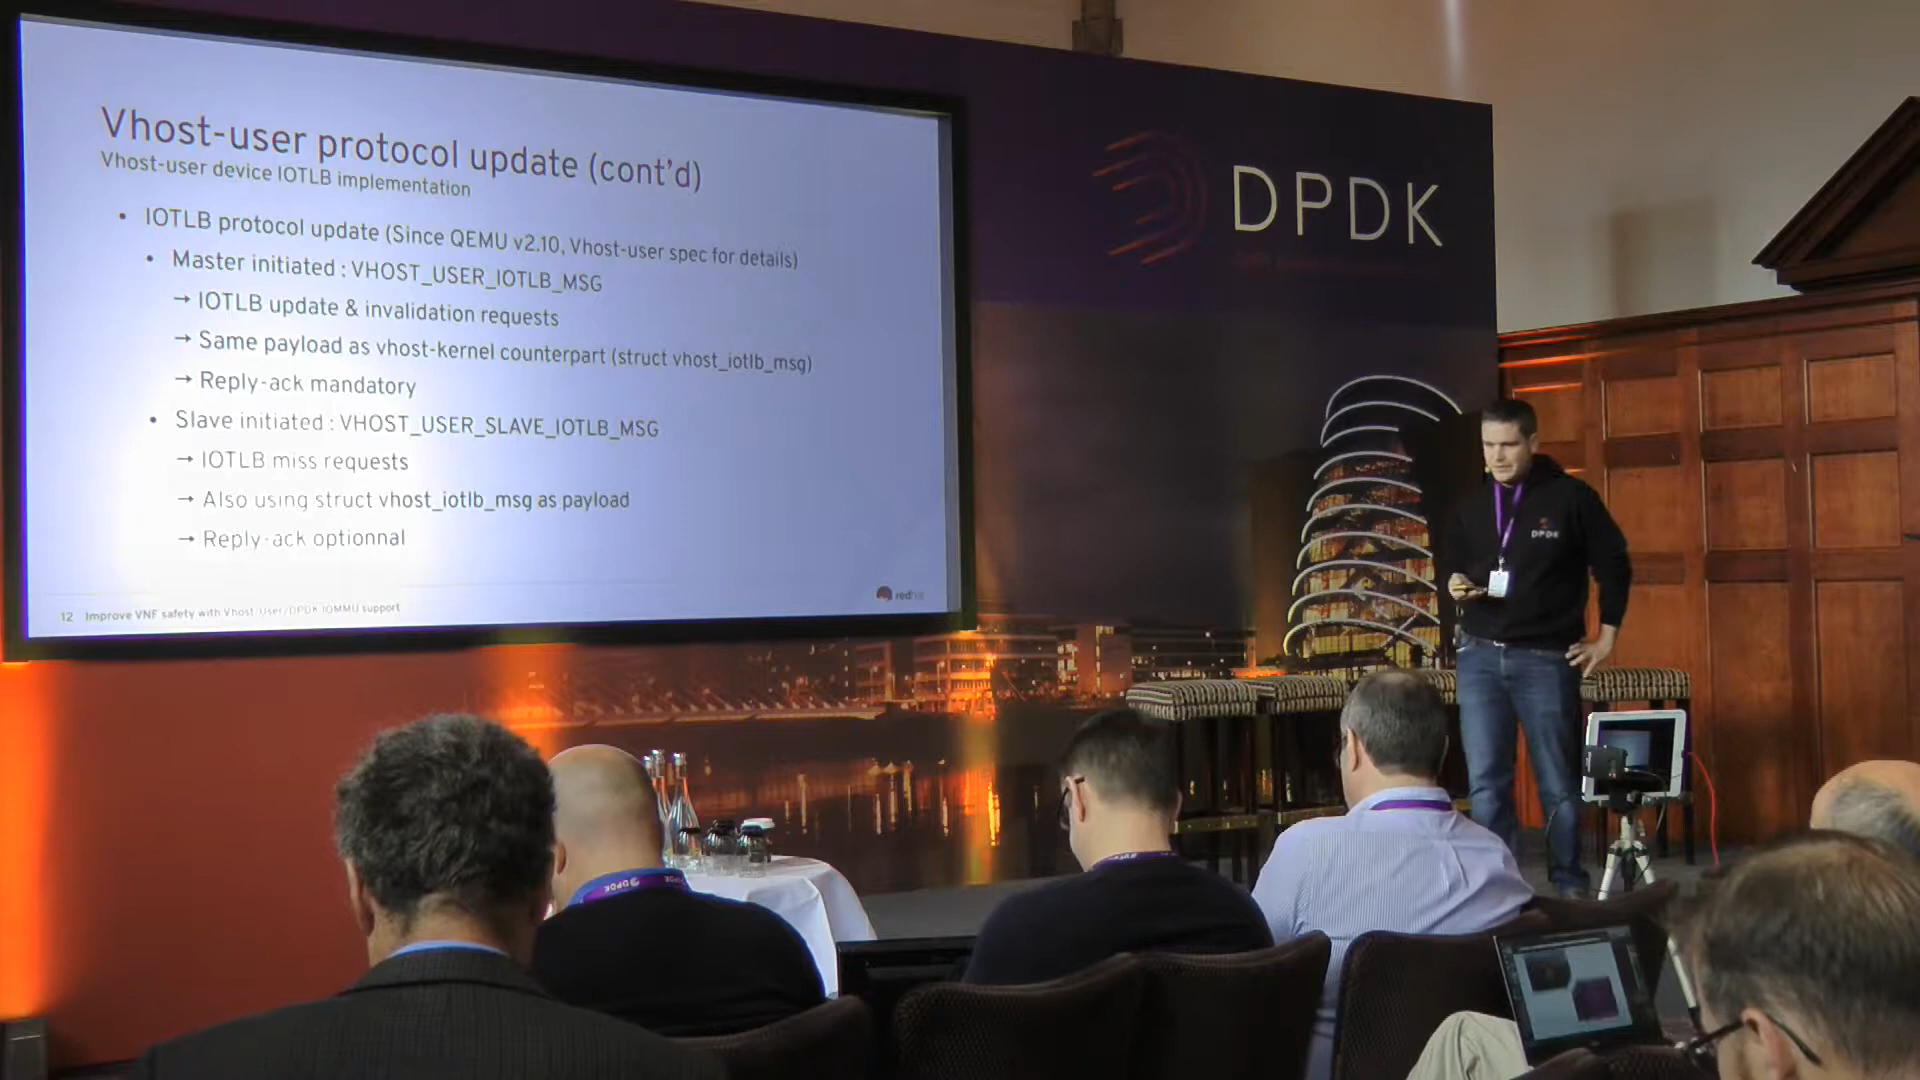 Vhost-user protocol update (cont'd)
Vhost-user device IOTLB implementation
• IOTLB protocol update (Since QEMU v2.10, Vhost-user spec for details)
• Master initiated : VHOST_USER_IOTLB_MSG
→ IOTLB update & invalidation requests
→ Same payload as vhost-kernel counterpart (struct vhost_iotlb_msg)
→ Reply-ack mandatory
• Slave initiated : VHOST_USER_SLAVE_IOTLB_MSG
→ IOTLB miss requests
→ Also using struct vhost_iotlb_msg as payload
→ Reply-ack optionnal
12 Improve VNF safety with Vhost-User/DPDK IOMMU support
redhat
DPDK
DPDK
DPDK